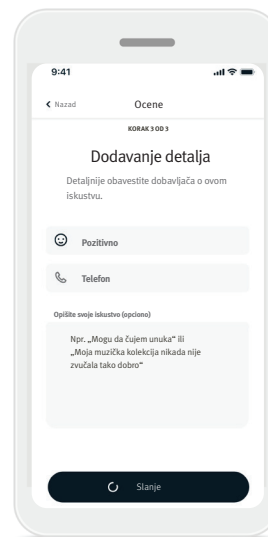 9:41
Nazad
Ocene
KORAK 3 OD 3
Dodavanje detalja
Detaljnije obavestite dobavljača o ovom
iskustvu.
Pozitivno
Telefon
Opišite svoje iskustvo (opciono)
Npr. „Mogu da čujem unuka“ ili
„Moja muzička kolekcija nikada nije
zvučala tako dobro“
Slanje